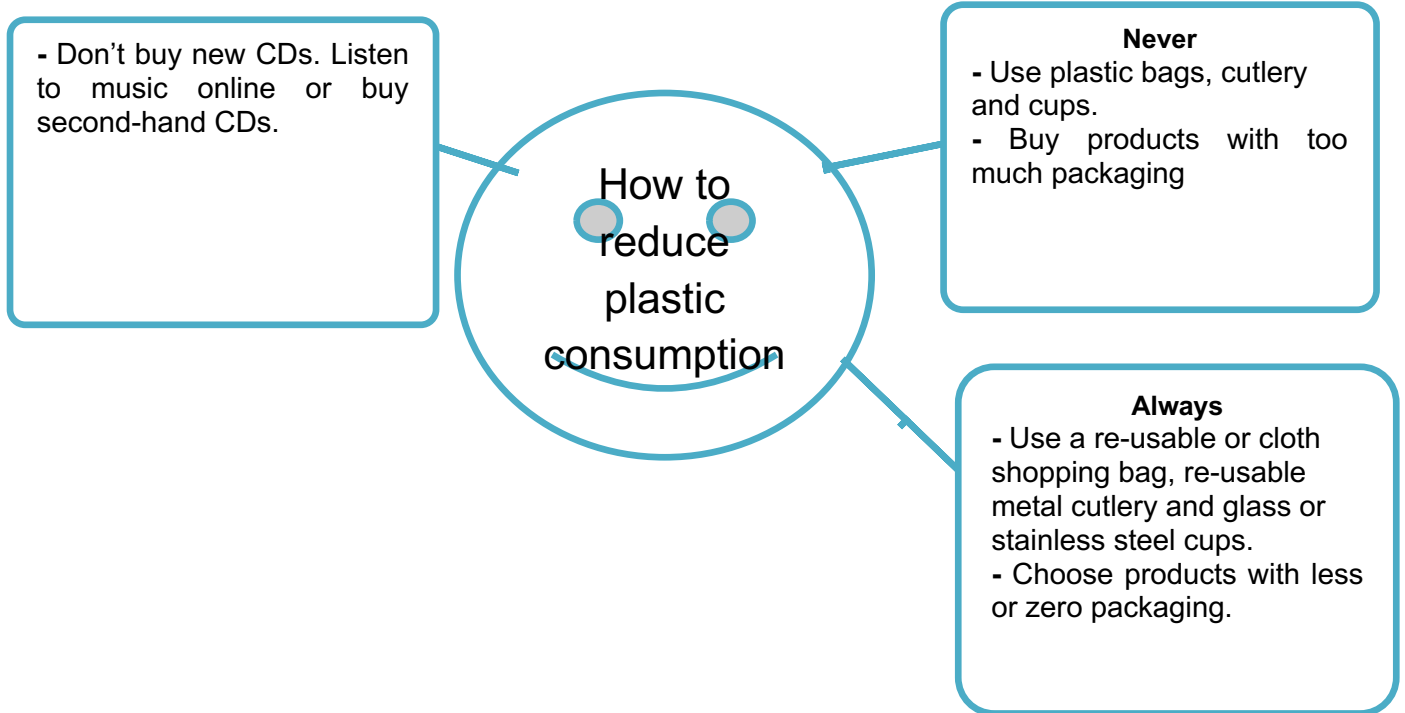 - Don’t buy new CDs. Listen
to music online or buy
second-hand CDs.
How to
reduce
plastic
consumption
Never
- Use plastic bags, cutlery
and cups.
- Buy products with too
much packaging
Always
- Use a re-usable or cloth
shopping bag, re-usable
metal cutlery and glass or
stainless steel cups.
- Choose products with less
or zero packaging.